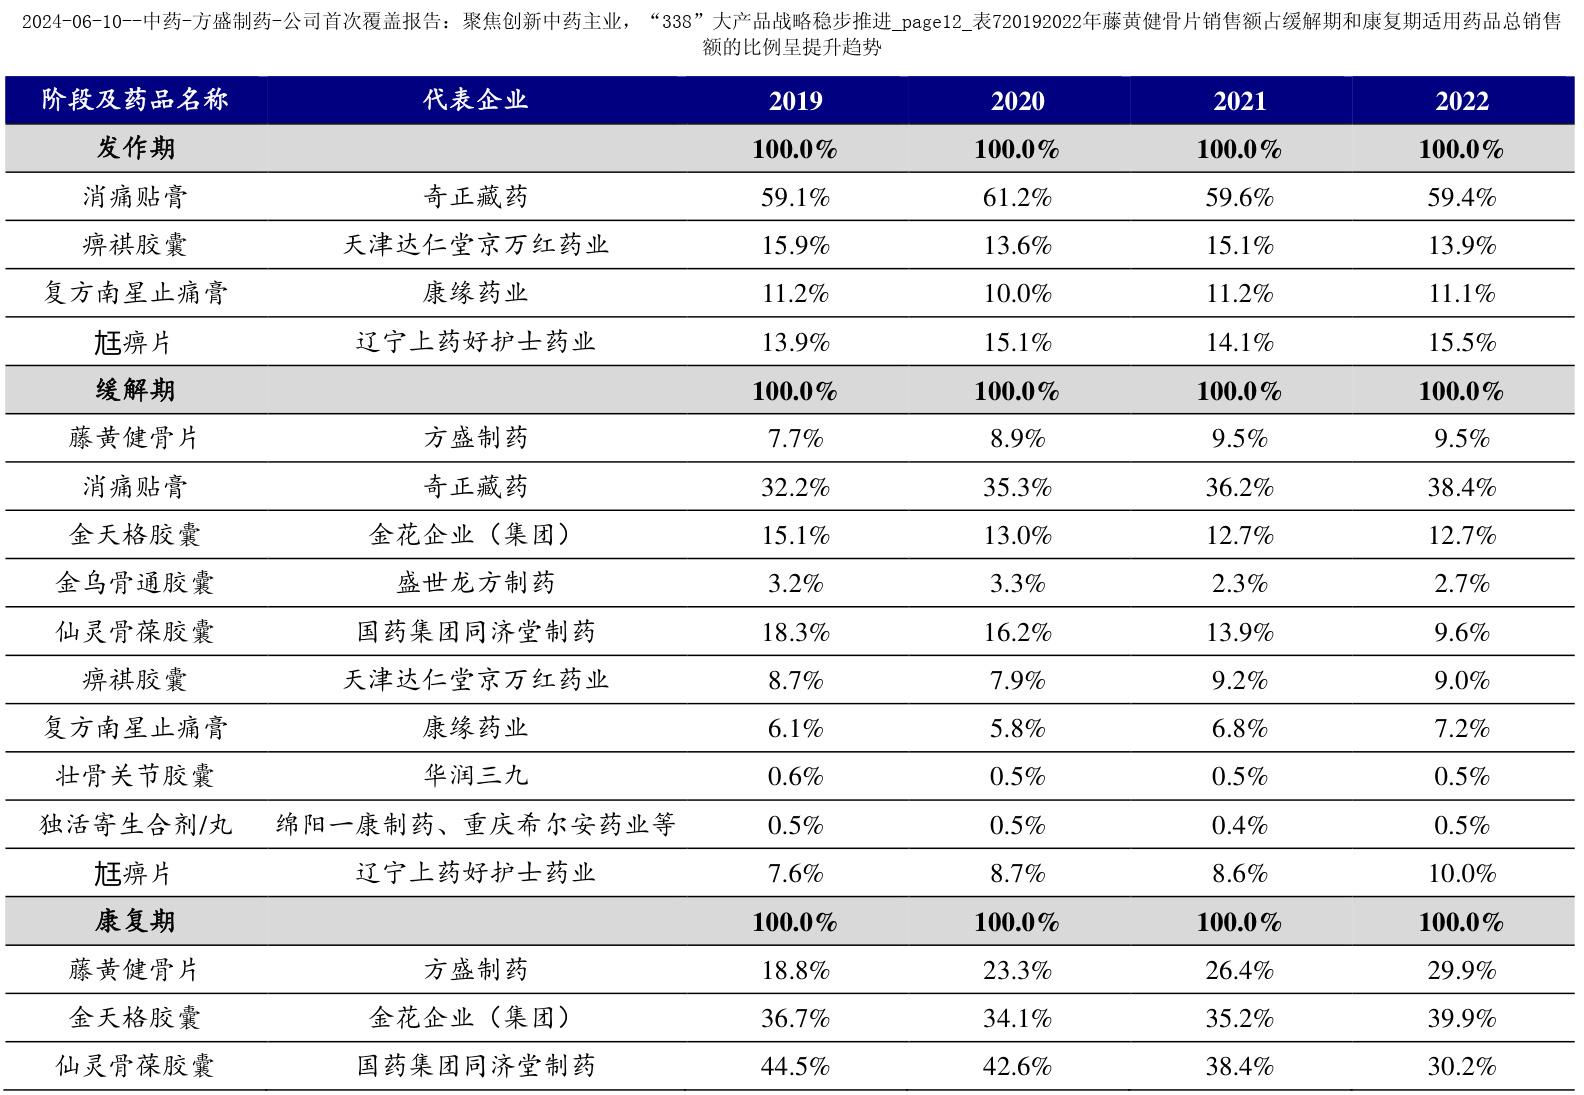 2024-06-10--中药-方盛制药-公司首次覆盖报告：聚焦创新中药主业，“338”大产品战略稳步推进_page12_表720192022年藤黄健骨片销售额占缓解期和康复期适用药品总销售
额的比例呈提升趋势
阶段及药品名称 代表企业 2019 2020 2021 2022
发作期 100.0% 100.0% 100.0% 100.0%
消痛贴膏 奇正藏药 59.1% 61.2% 59.6% 59.4%
痹祺胶囊 天津达仁堂京万红药业 15.9% 13.6% 15.1% 13.9%
复方南星止痛膏 康缘药业 11.2% 10.0% 11.2% 11.1%
尪痹片 辽宁上药好护士药业 13.9% 15.1% 14.1% 15.5%
缓解期 100.0% 100.0% 100.0% 100.0%
藤黄健骨片 方盛制药 7.7% 8.9% 9.5% 9.5%
消痛贴膏 奇正藏药 32.2% 35.3% 36.2% 38.4%
金天格胶囊 金花企业（集团） 15.1% 13.0% 12.7% 12.7%
金乌骨通胶囊 盛世龙方制药 3.2% 3.3% 2.3% 2.7%
仙灵骨葆胶囊 国药集团同济堂制药 18.3% 16.2% 13.9% 9.6%
痹祺胶囊 天津达仁堂京万红药业 8.7% 7.9% 9.2% 9.0%
复方南星止痛膏 康缘药业 6.1% 5.8% 6.8% 7.2%
壮骨关节胶囊 华润三九 0.6% 0.5% 0.5% 0.5%
独活寄生合剂/丸 绵阳一康制药、重庆希尔安药业等 0.5% 0.5% 0.4% 0.5%
尪痹片 辽宁上药好护士药业 7.6% 8.7% 8.6% 10.0%
康复期 100.0% 100.0% 100.0% 100.0%
藤黄健骨片 方盛制药 18.8% 23.3% 26.4% 29.9%
金天格胶囊 金花企业（集团） 36.7% 34.1% 35.2% 39.9%
仙灵骨葆胶囊 国药集团同济堂制药 44.5% 42.6% 38.4% 30.2%